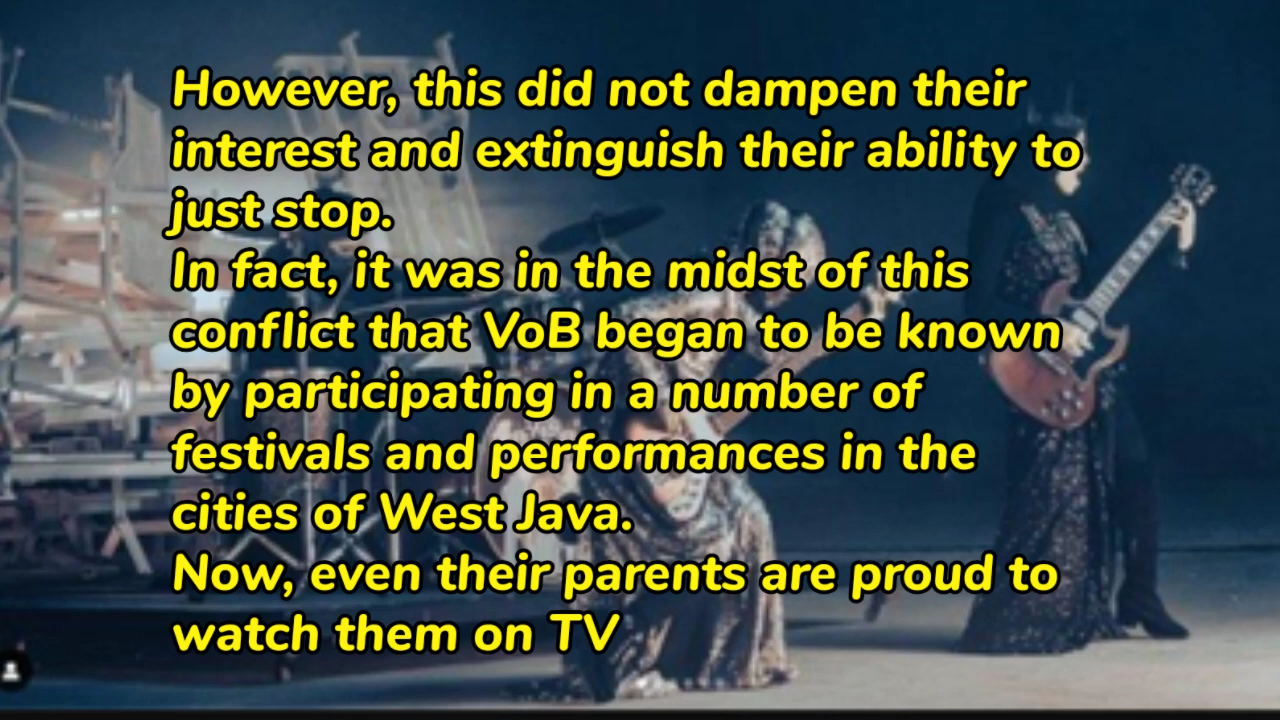 However, this did not dampen their
interest and extinguish their ability to
just stop.
In fact, it was in the midst of this
conflict that VoB began to be known
by participating in a number of
festivals and performances in the
cities of West Java.
Now, even their parents are proud to
watch them on TV